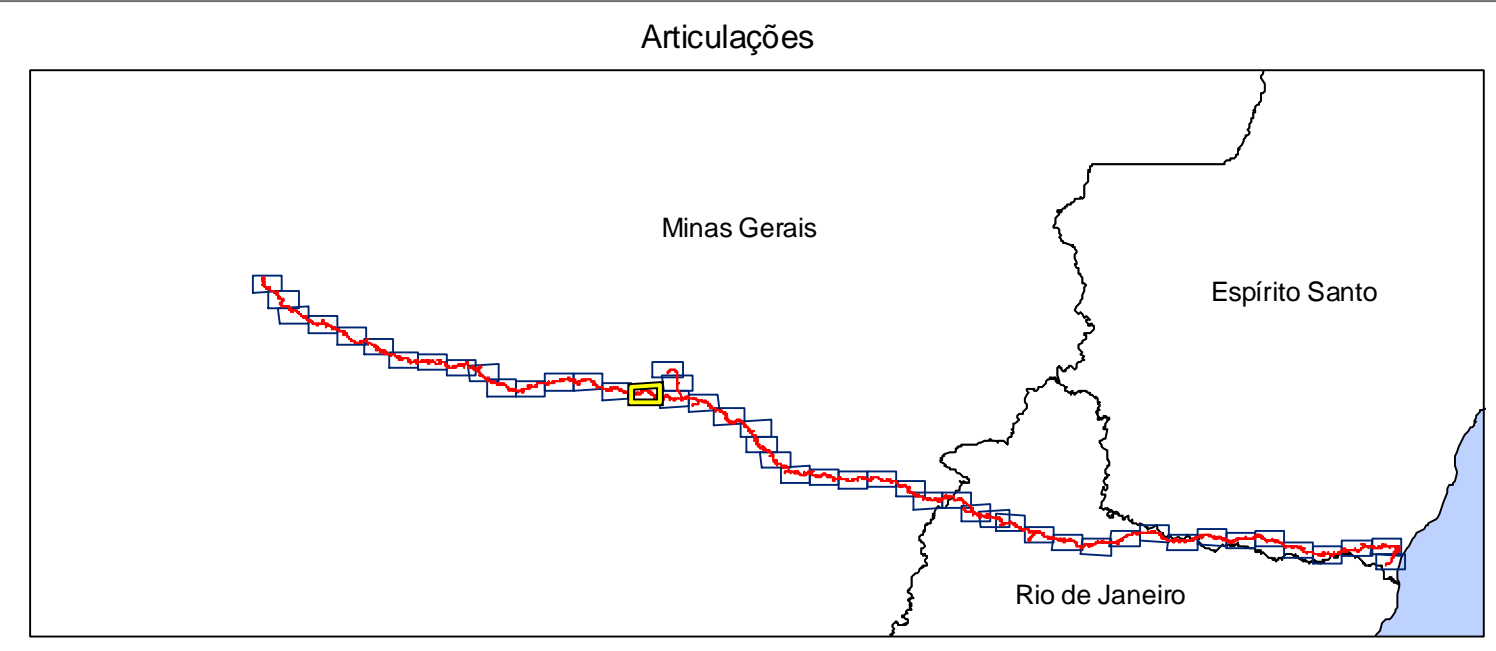 Articulações
Minas Gerais
Espírito Santo
Rio de Janeiro